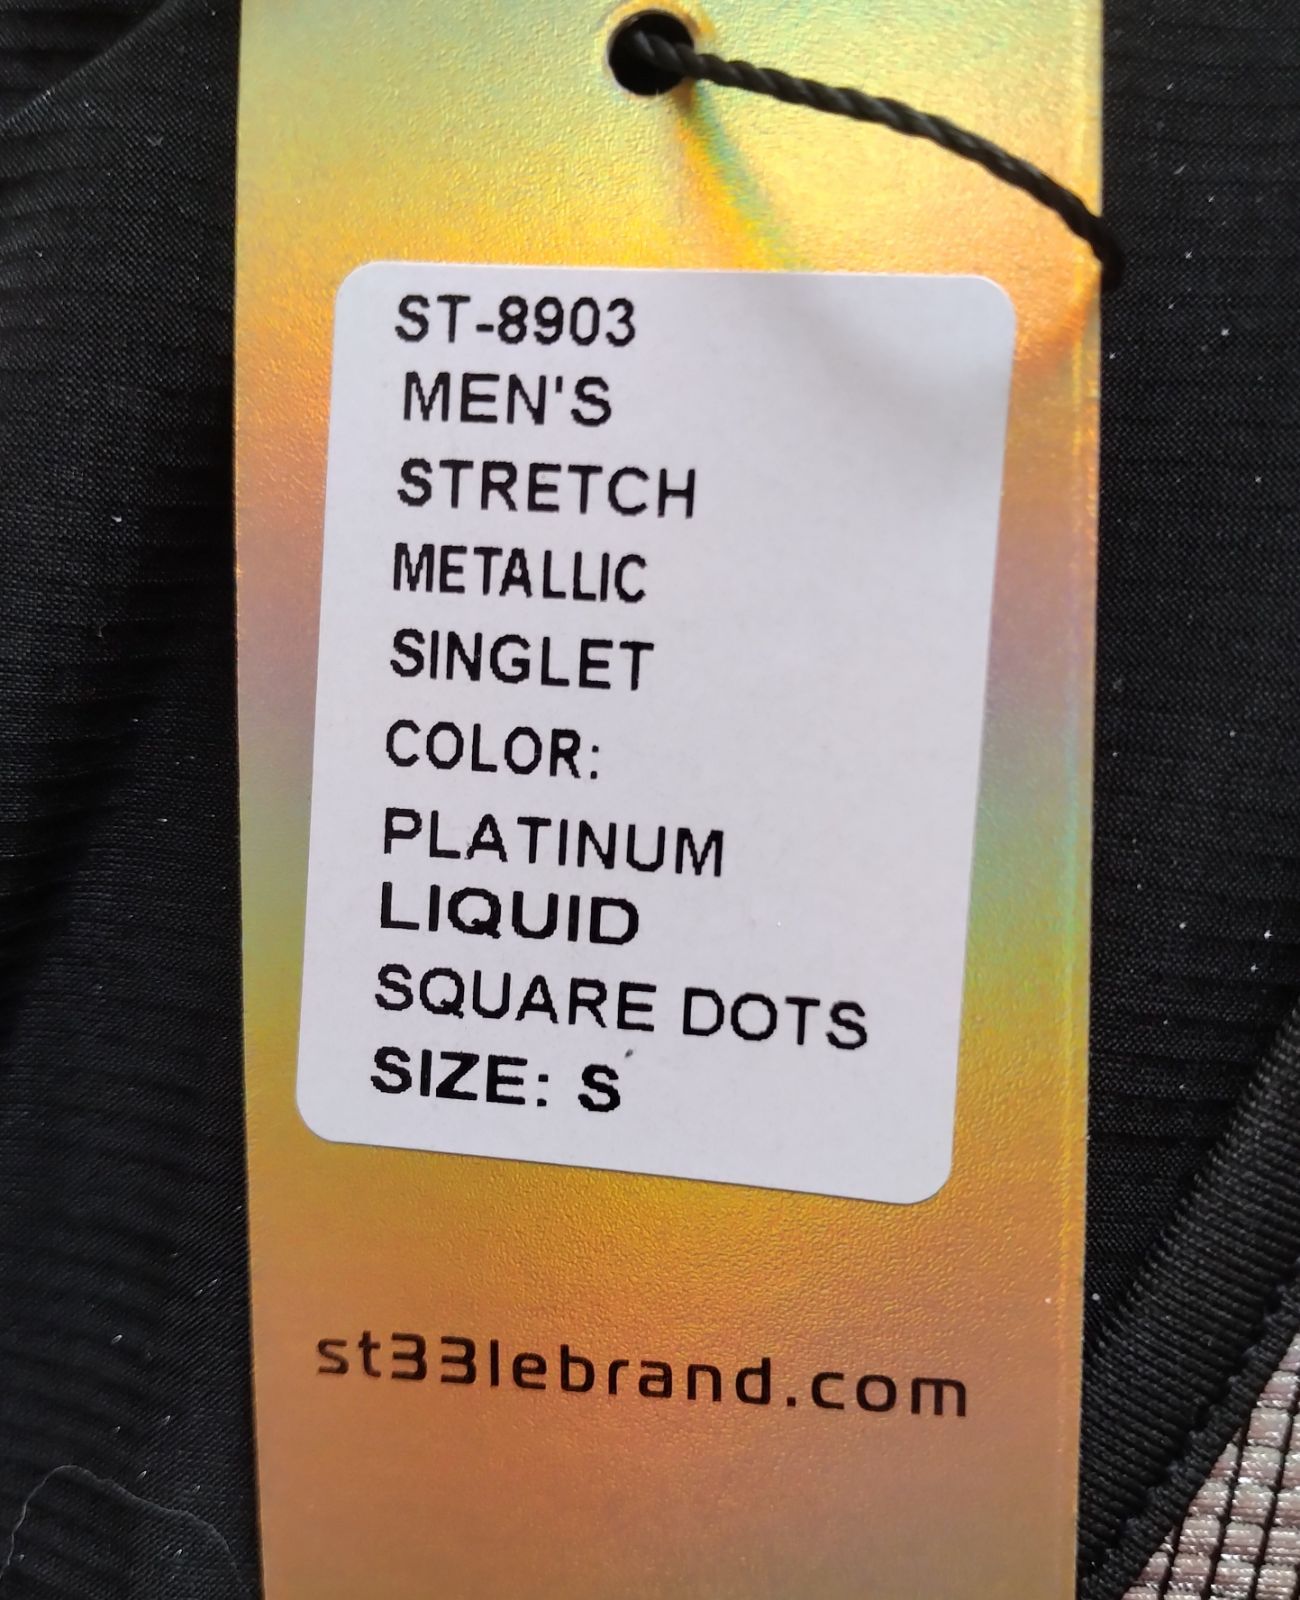 ST-8903
MEN'S
STRETCH
METALLIC
SINGLET
COLOR:
PLATINUM
LIQUID
SQUARE DOTS
SIZE: S
st33lebrand.com